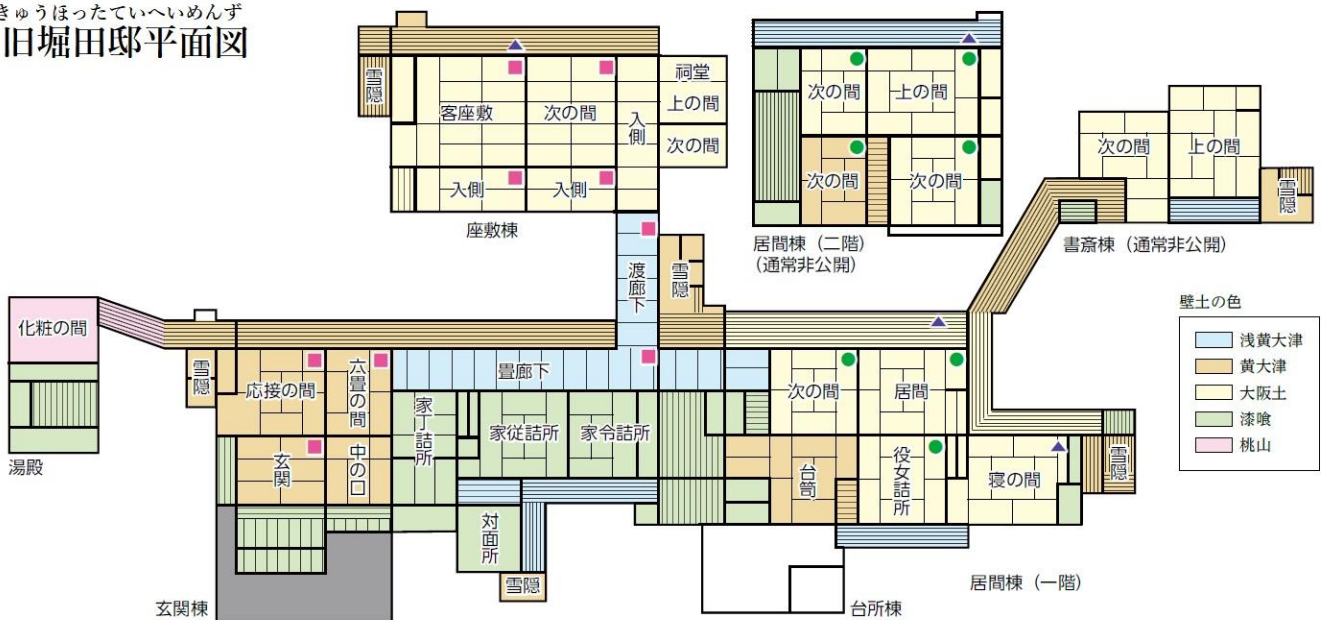 きゅうほったていへいめんず
旧堀田邸平面図
雪隠
客座敷
次の間
入側
祠堂
上の間
次の間
入側
入側
座敷棟
次の間
上の間
次の間
次の間
居間棟（二階）
（通常非公開）
次の間
上の間
雪隠
書斎棟（通常非公開）
渡廊下
雪隠
化粧の間
湯殿
雪隠
応接の間
六畳の間
畳廊下
玄関
中の口
家丁詰所
家従詰所
家令詰所
対面所
雪隠
玄関棟
次の間
居間
台笥
役女詰所
寝の間
雪隠
台所棟
居間棟（一階）
壁土の色
浅黄大津
黄大津
大阪土
漆喰
桃山